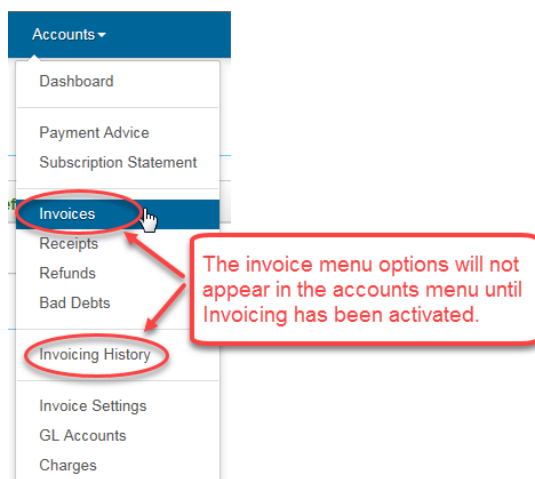 Accounts
Dashboard
Payment Advice
Subscription Statement
Invoices
Receipts
Refunds
Bad Debts
The invoice menu options will not
appear in the accounts menu until
Invoicing has been activated.
Invoicing History
Invoice Settings
GL Accounts
Charges